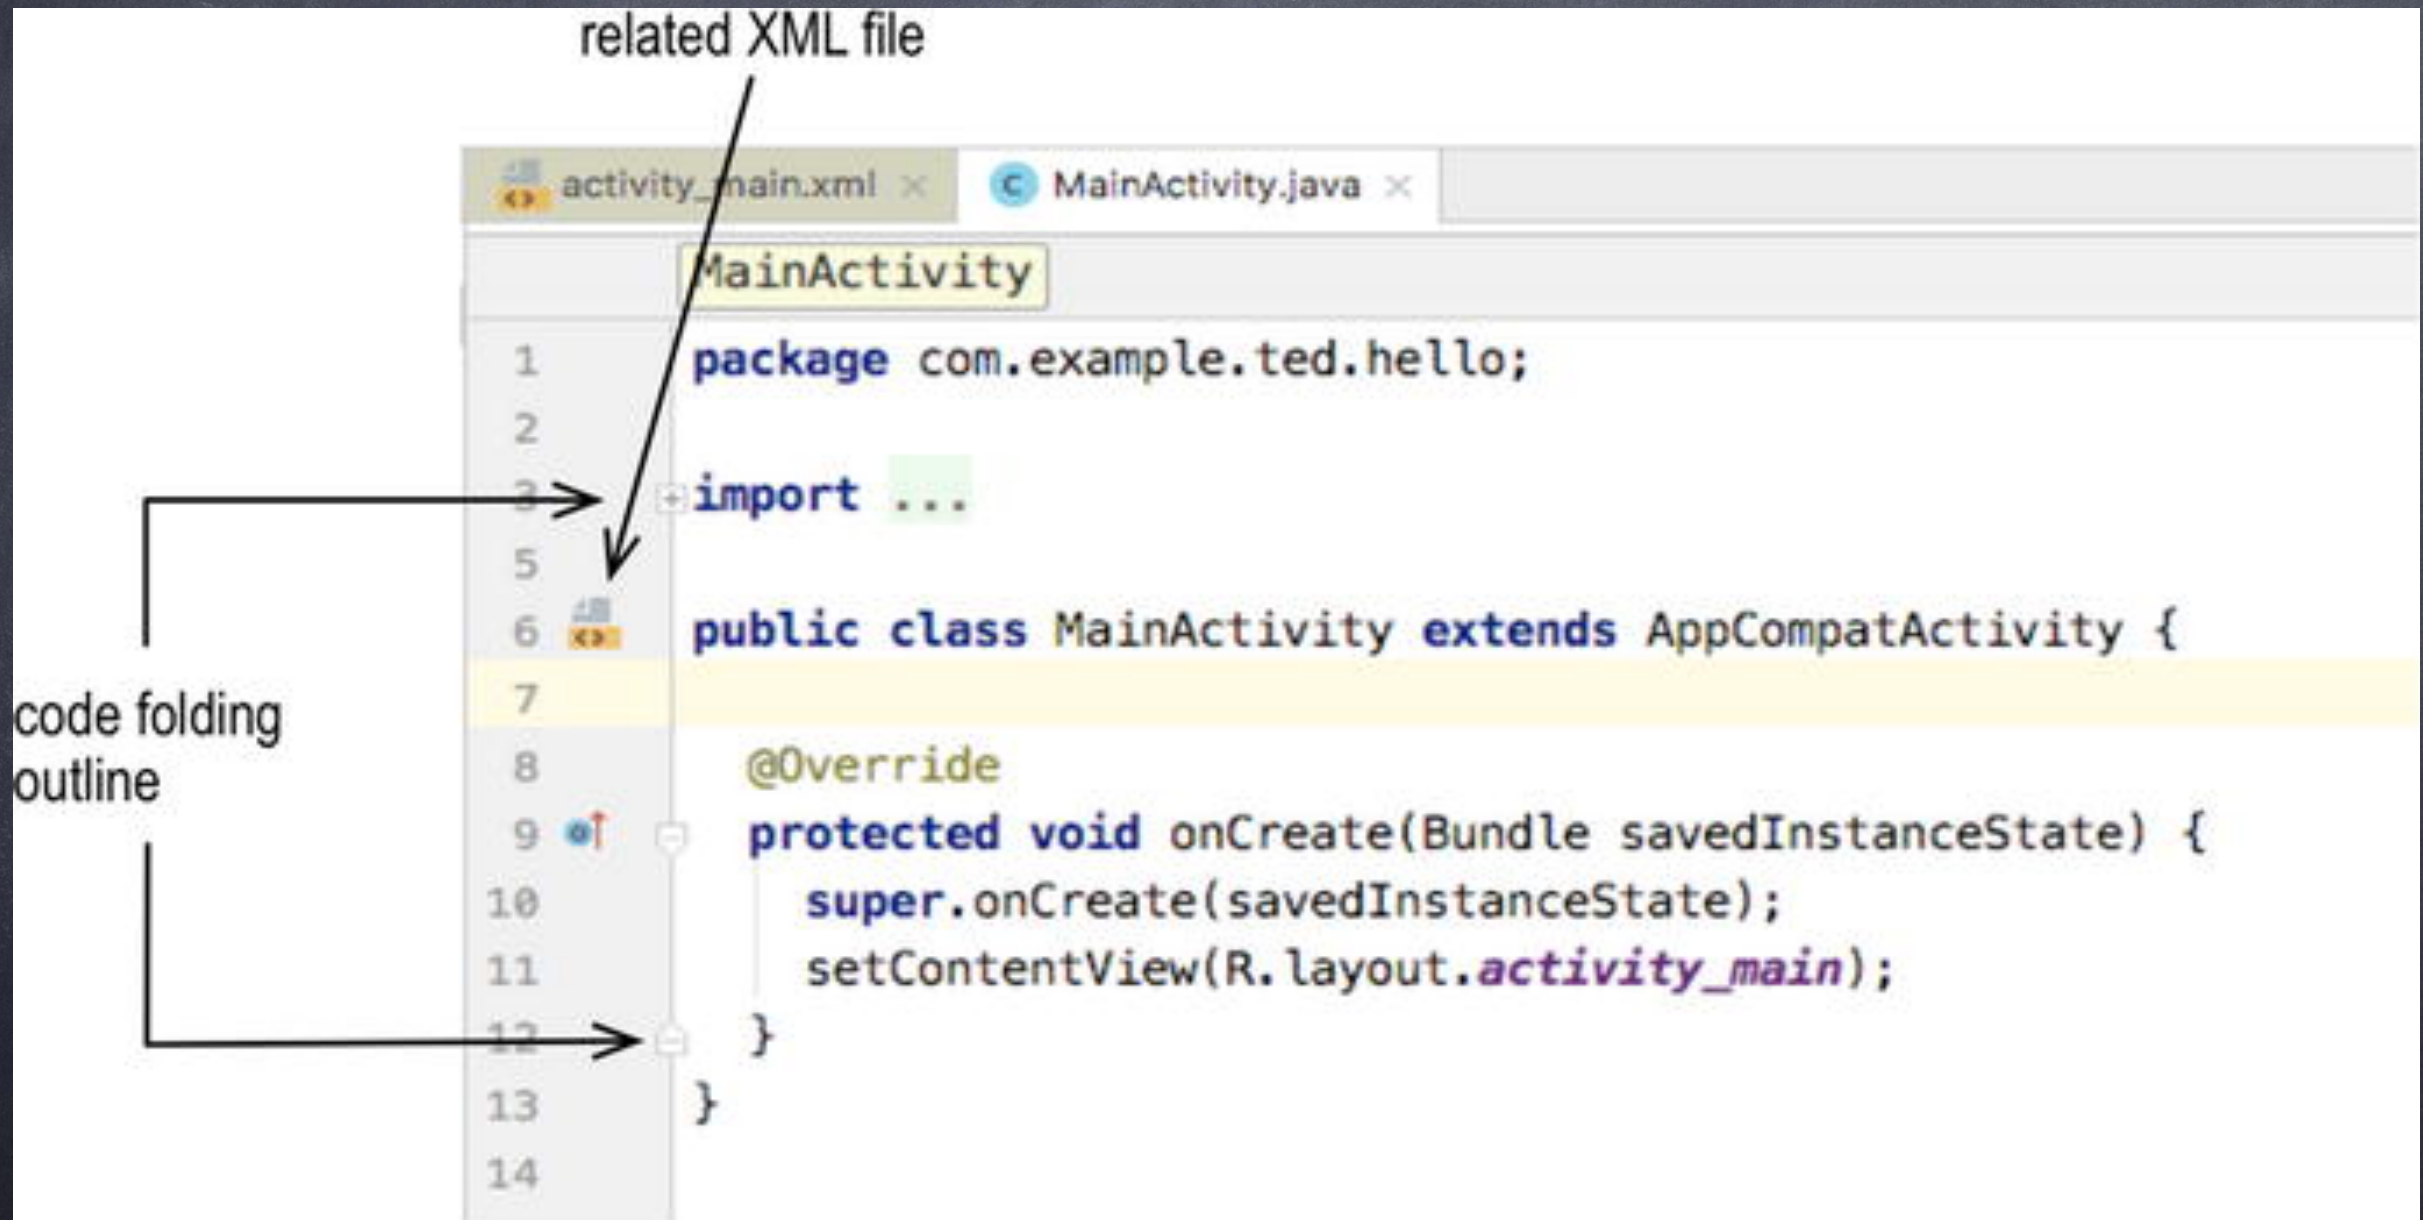 related XML file
activity_main.xml
MainActivity.java
MainActivity
1 package com.example.ted.hello;
2
3 import ...
5
6 public class MainActivity extends AppCompatActivity {
7
8 @Override
9 protected void onCreate(Bundle savedInstanceState) {
10 super.onCreate(savedInstanceState);
11 setContentView(R.layout.activity_main);
12 }
13 }
14
code folding
outline